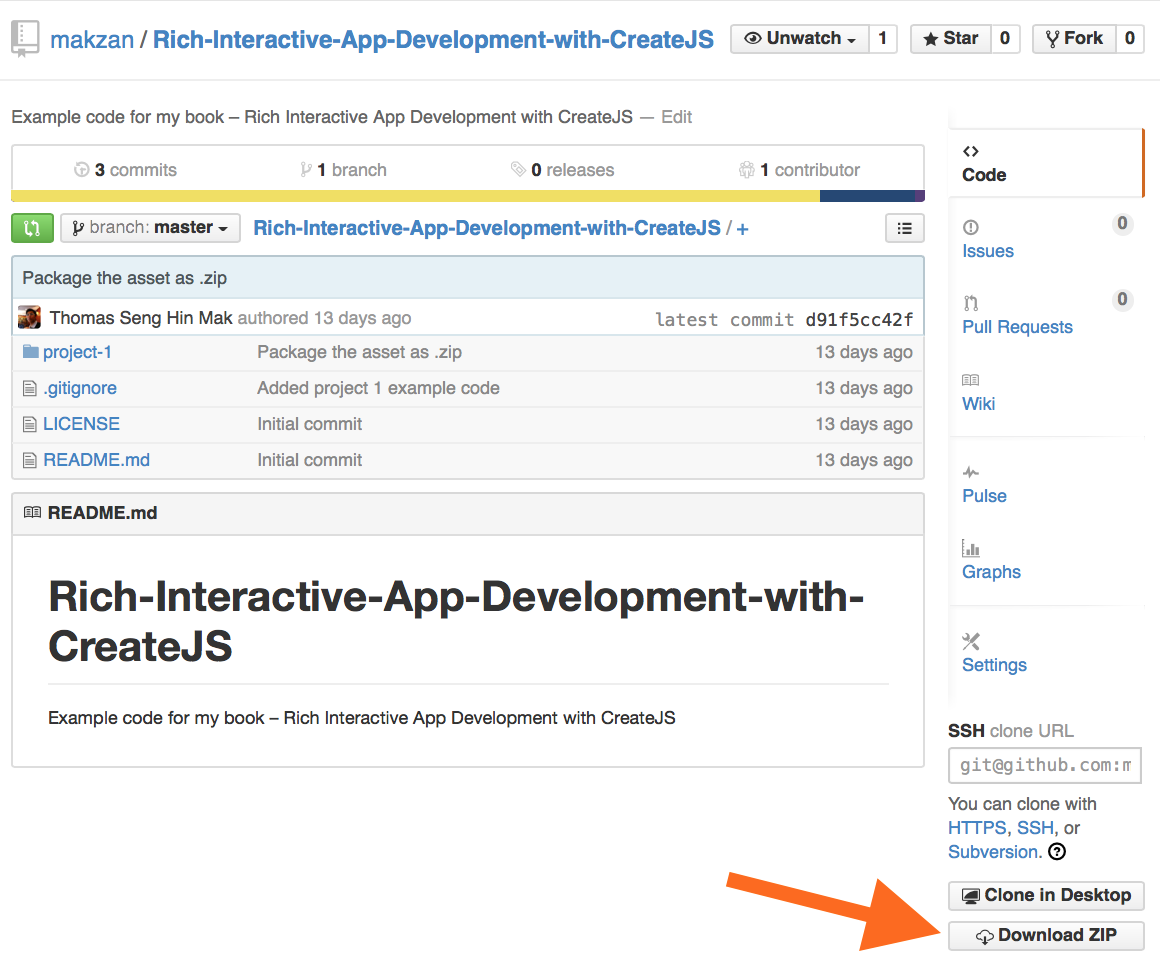 makzan / Rich-Interactive-App-Development-with-CreateJS Unwatch 1 Star 0 Fork 0
Example code for my book – Rich Interactive App Development with CreateJS — Edit
3 commits 1 branch 0 releases 1 contributor
branch: master Rich-Interactive-App-Development-with-CreateJS / +
Package the asset as .zip
Thomas Seng Hin Mak authored 13 days ago latest commit d91f5cc42f
project-1 Package the asset as .zip 13 days ago
.gitignore Added project 1 example code 13 days ago
LICENSE Initial commit 13 days ago
README.md Initial commit 13 days ago
README.md
Rich-Interactive-App-Development-with-
CreateJS
Example code for my book – Rich Interactive App Development with CreateJS
Code
Issues 0
Pull Requests 0
Wiki
Pulse
Graphs
Settings
SSH clone URL
git@github.com:m
You can clone with
HTTPS, SSH, or
Subversion.
Clone in Desktop
Download ZIP